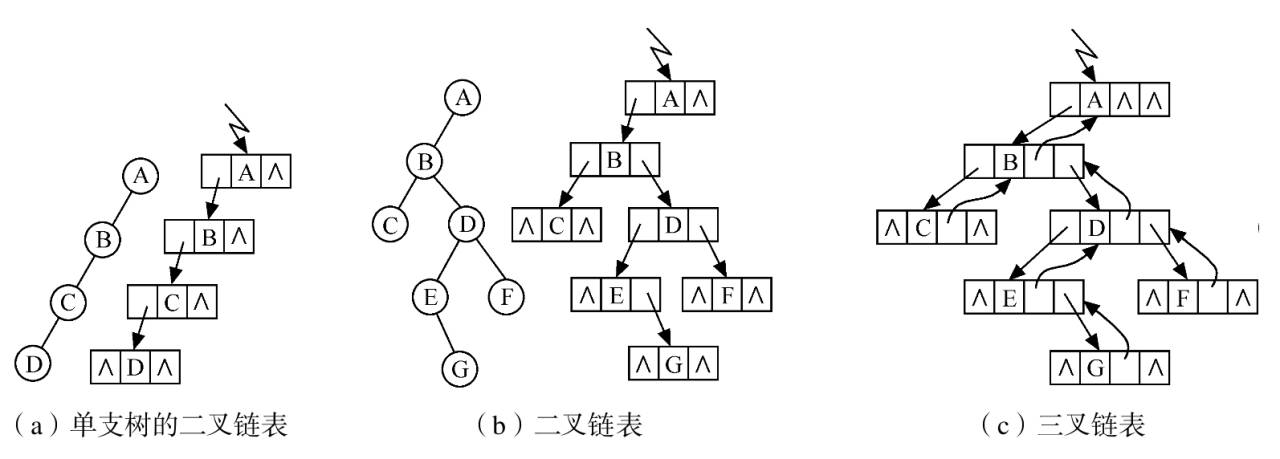 A
B
C
D
A ∧
B ∧
C ∧
∧ D ∧
(a)单支树的二叉链表
A
B
C D
E F
G
A ∧
B
∧ C ∧ D
∧ E ∧ F ∧
∧ G ∧
(b)二叉链表
A ∧ ∧
B
∧ C ∧ D
∧ E ∧ F ∧
∧ G ∧
(c)三叉链表